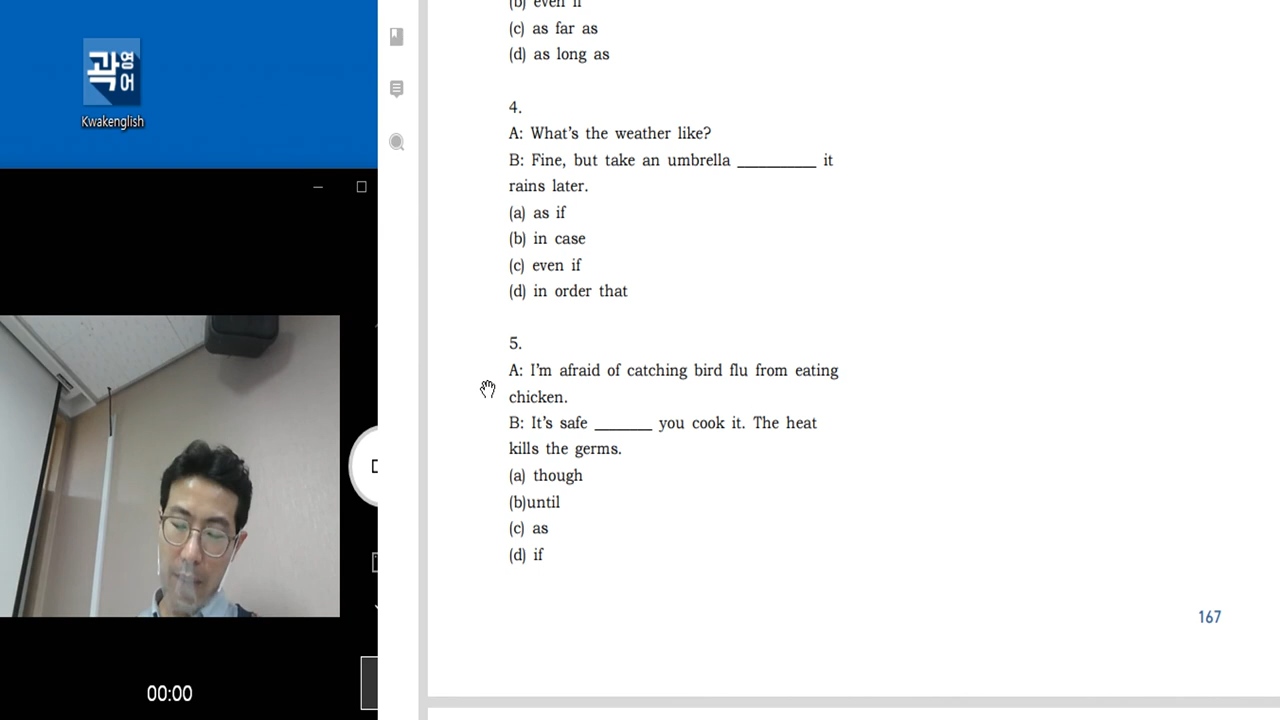 곽영어
Kwakenglish
00:00
(b) even if
(c) as far as
(d) as long as
4.
A: What's the weather like?
B: Fine, but take an umbrella __________ it
rains later.
(a) as if
(b) in case
(c) even if
(d) in order that
5.
A: I'm afraid of catching bird flu from eating
chicken.
B: It's safe _______ you cook it. The heat
kills the germs.
(a) though
(b)until
(c) as
(d) if
167